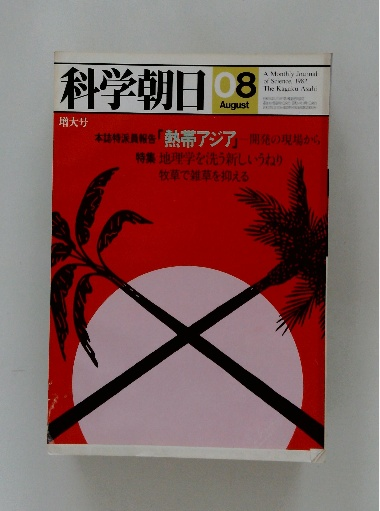 科学朝日
08
August
A Monthly Journal
of Science 1982
The Kagaku Asahi
増大号
本誌特派員報告「熱帯アジア」—開発の現場から
特集 地理学を洗う新しいうねり
牧草で雑草を抑える